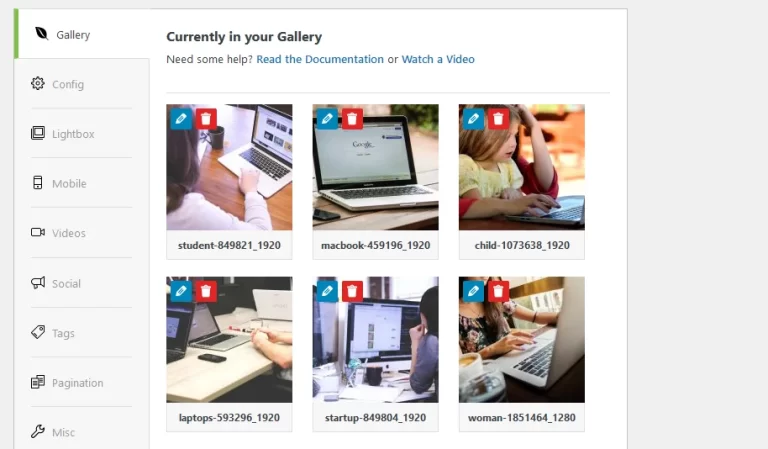 Gallery
Config
Lightbox
Mobile
Videos
Social
Tags
Pagination
Misc
Currently in your Gallery
Need some help? Read the Documentation or Watch a Video
Google
student-849821_1920
macbook-459196_1920
child-1073638_1920
laptops-593296_1920
startup-849804_1920
woman-1851464_1280